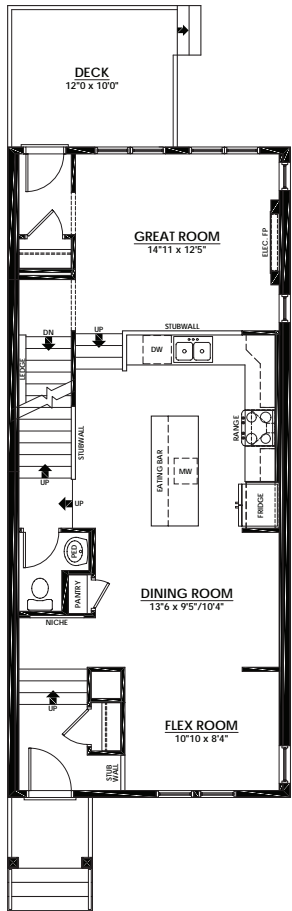 DECK
12'0 x 10'0"
GREAT ROOM
14'11 x 12'5"
ELEC. FP
DN
UP
STUBWALL
LEDGE
DW
RANGE
STUBWALL
EATING BAR
MW
UP
FRIDGE
UP
PED
PANTRY
DINING ROOM
13'6 x 9'5"/10'4"
NICHE
UP
FLEX ROOM
10'10 x 8'4"
STUB
WALL